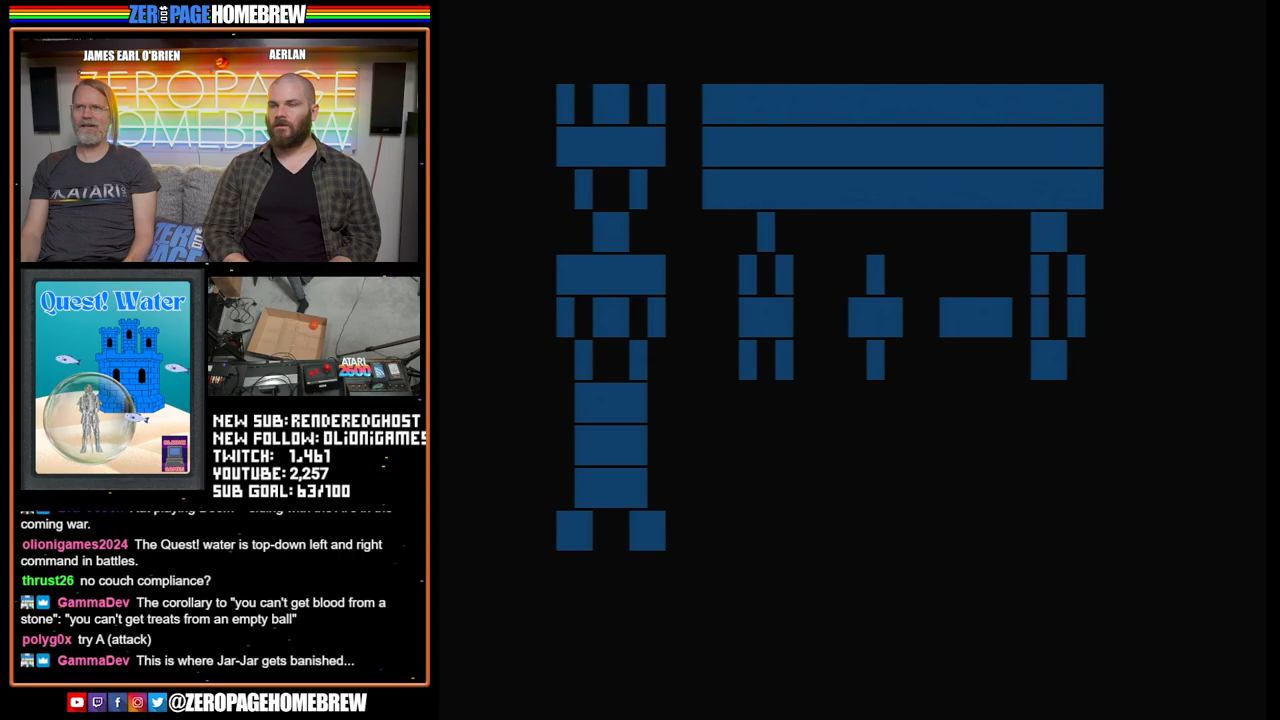 ZEROPAGEHOMEBREW
JAMES EARL O'BRIEN
AERLAN
ZEROPAGE
HOMEBREW
ATARI
ZERO
PAGE
Quest! Water
ATARI
2600
NEW SUB: RENDEREDGHOST
NEW FOLLOW: OLIONIGAMES
TWITCH: 1,461
YOUTUBE: 2,257
SUB GOAL: 63/100
coming war.
olionigames2024 The Quest! water is top-down left and right
command in battles.
thrust26 no couch compliance?
GammaDev The corollary to "you can't get blood from a
stone": "you can't get treats from an empty ball"
polyg0x try A (attack)
GammaDev This is where Jar-Jar gets banished...
@ZEROPAGEHOMEBREW